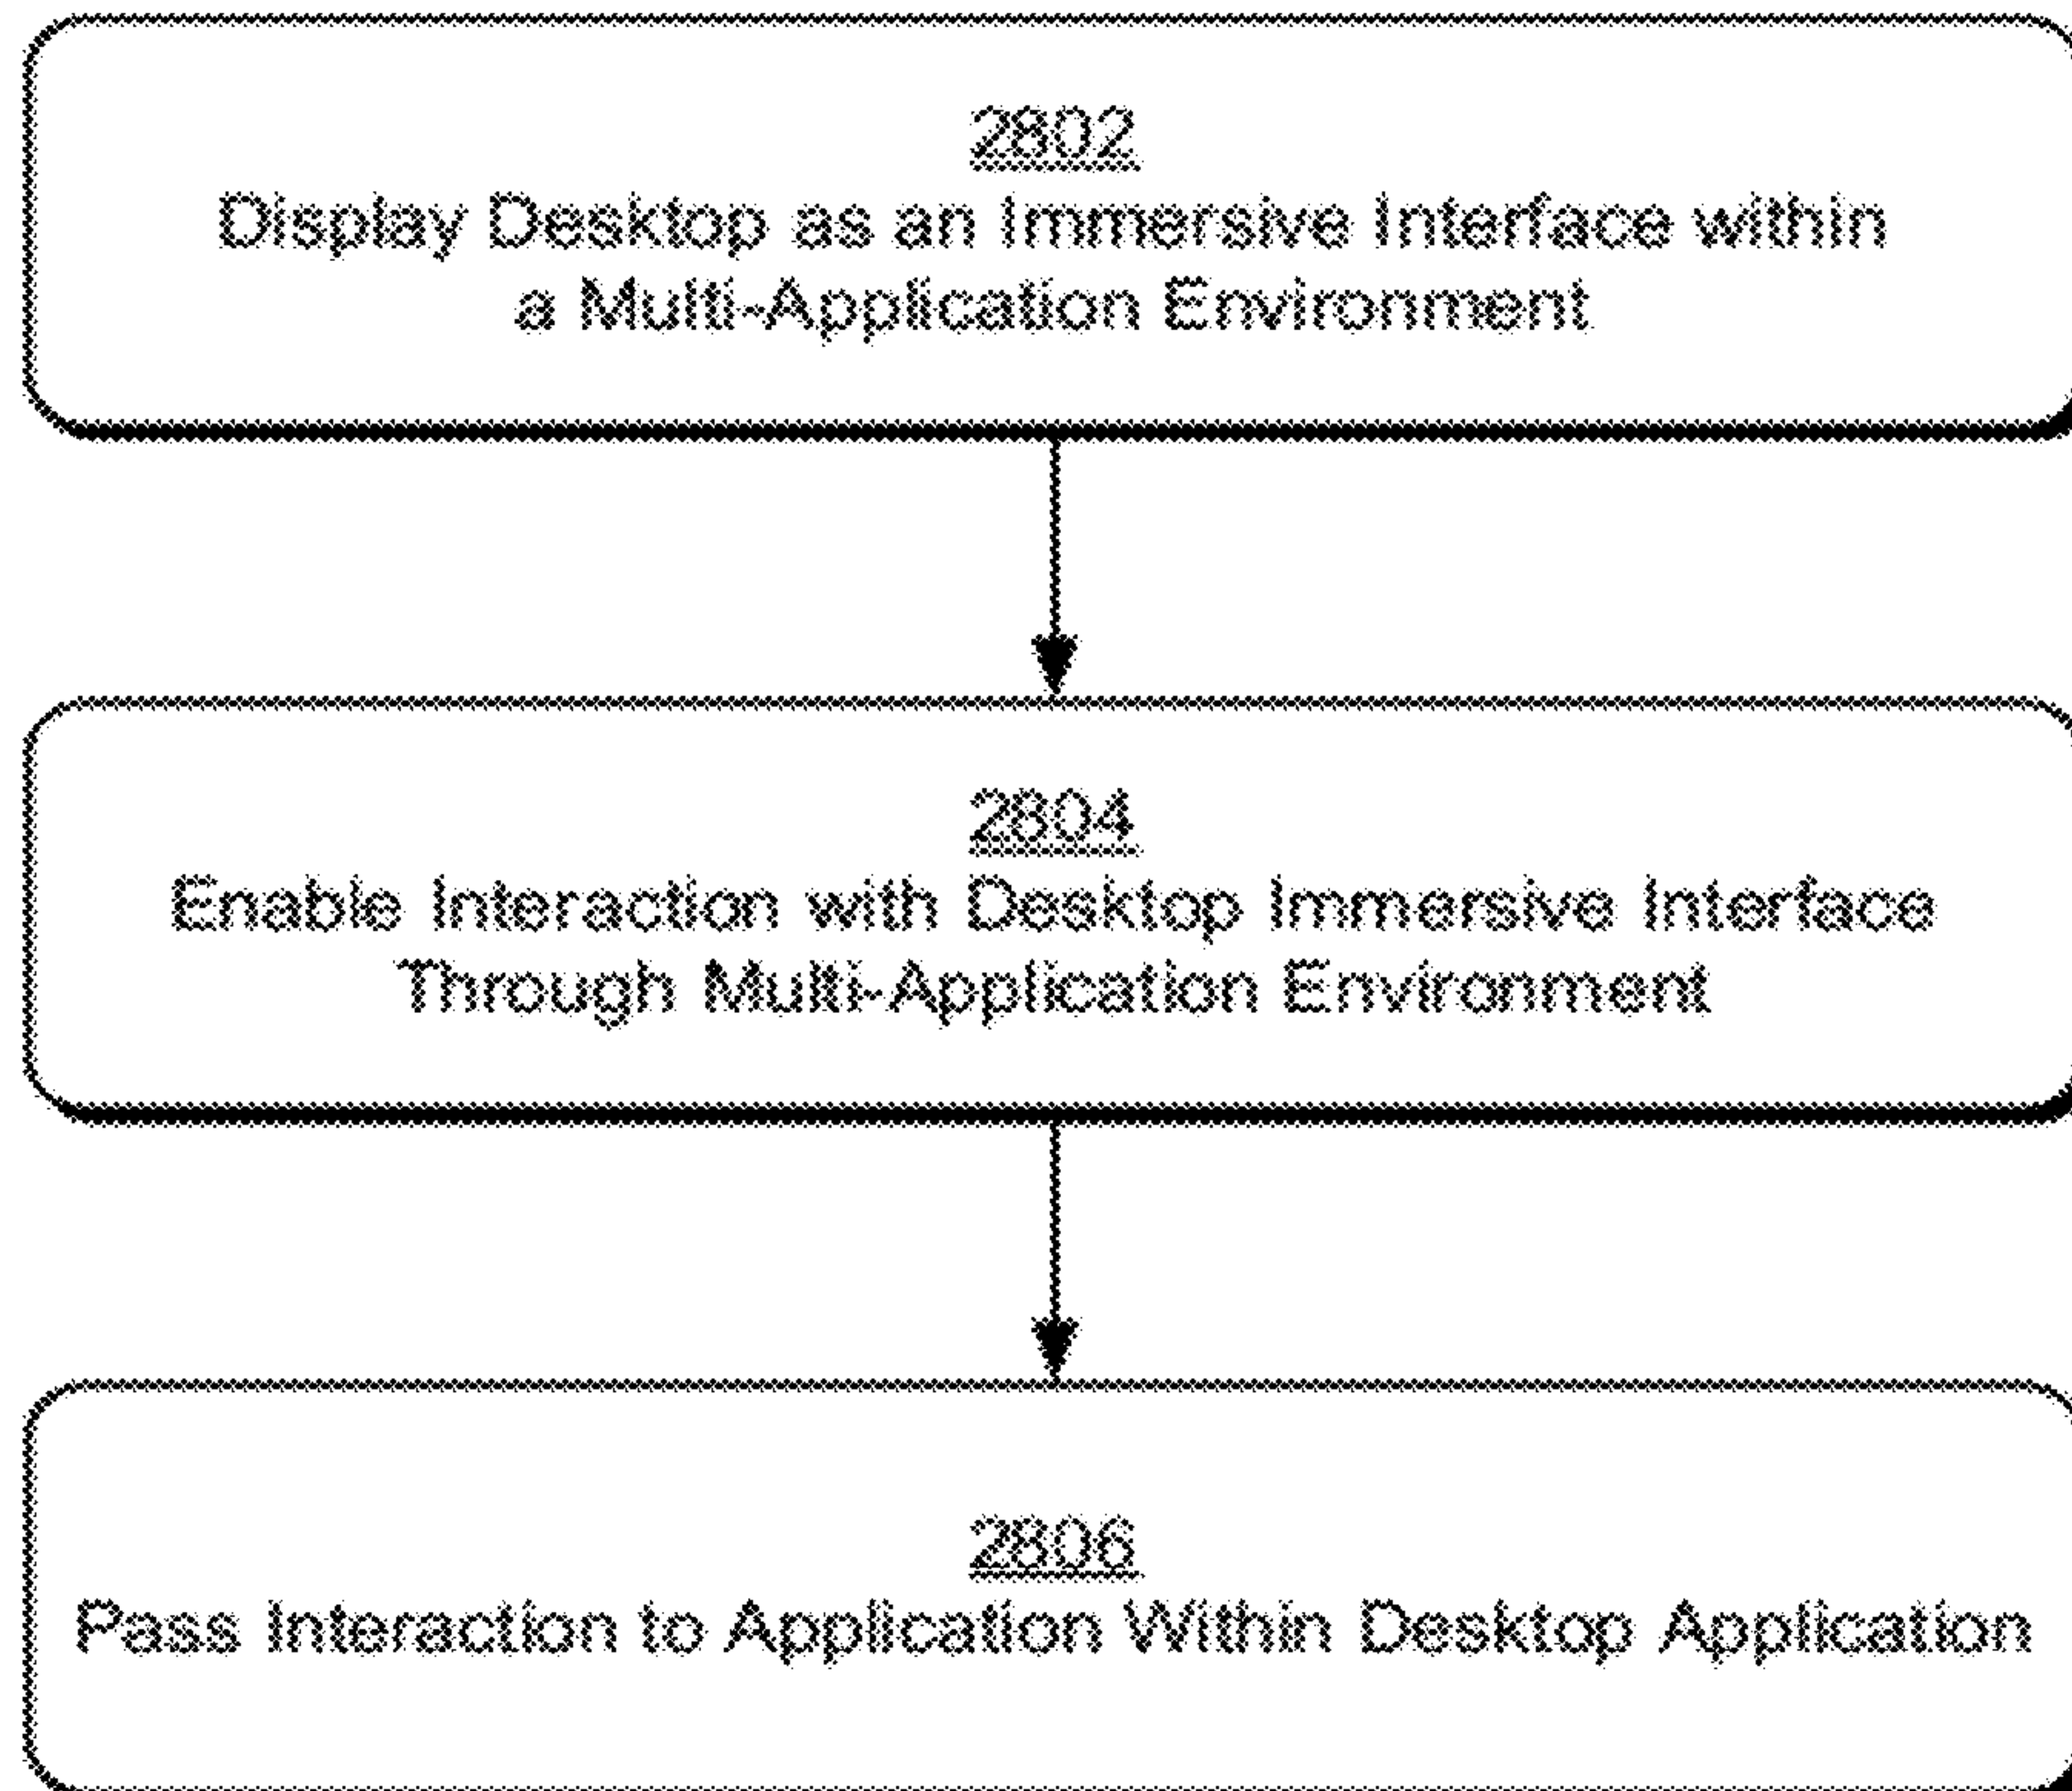 2802
Display Desktop as an Immersive Interface within
a Multi-Application Environment
2804
Enable Interaction with Desktop Immersive Interface
Through Multi-Application Environment
2806
Pass Interaction to Application Within Desktop Application